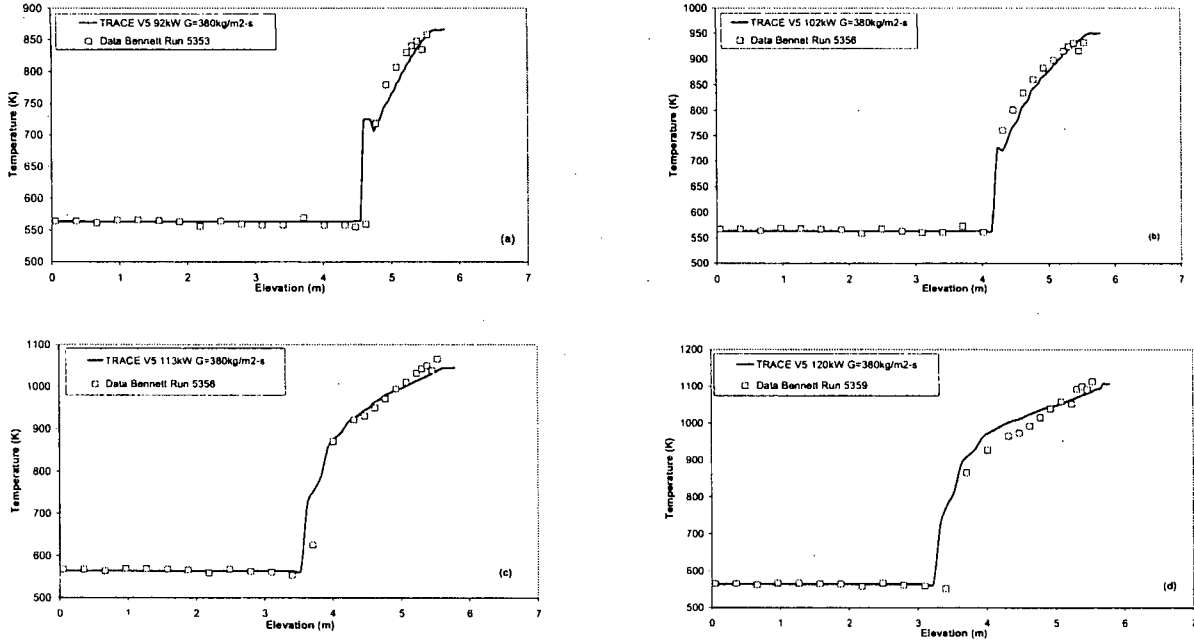 TRACE V5 92kW G=380kg/m2-s
Data Bennett Run 5353
Temperature (K)
900
850
800
750
700
650
600
550
500
(a)
0 1 2 3 4 5 6 7
Elevation (m)
TRACE V5 102kW G=380kg/m2-s
Data Bennett Run 5356
Temperature (K)
1000
950
900
850
800
750
700
650
600
550
500
(b)
0 1 2 3 4 5 6 7
Elevation (m)
TRACE V5 113kW G=380kg/m2-s
Data Bennett Run 5358
Temperature (K)
1100
1000
900
800
700
600
500
(c)
0 1 2 3 4 5 6 7
Elevation (m)
TRACE V5 120kW G=380kg/m2-s
Data Bennett Run 5359
Temperature (K)
1200
1100
1000
900
800
700
600
500
(d)
0 1 2 3 4 5 6 7
Elevation (m)